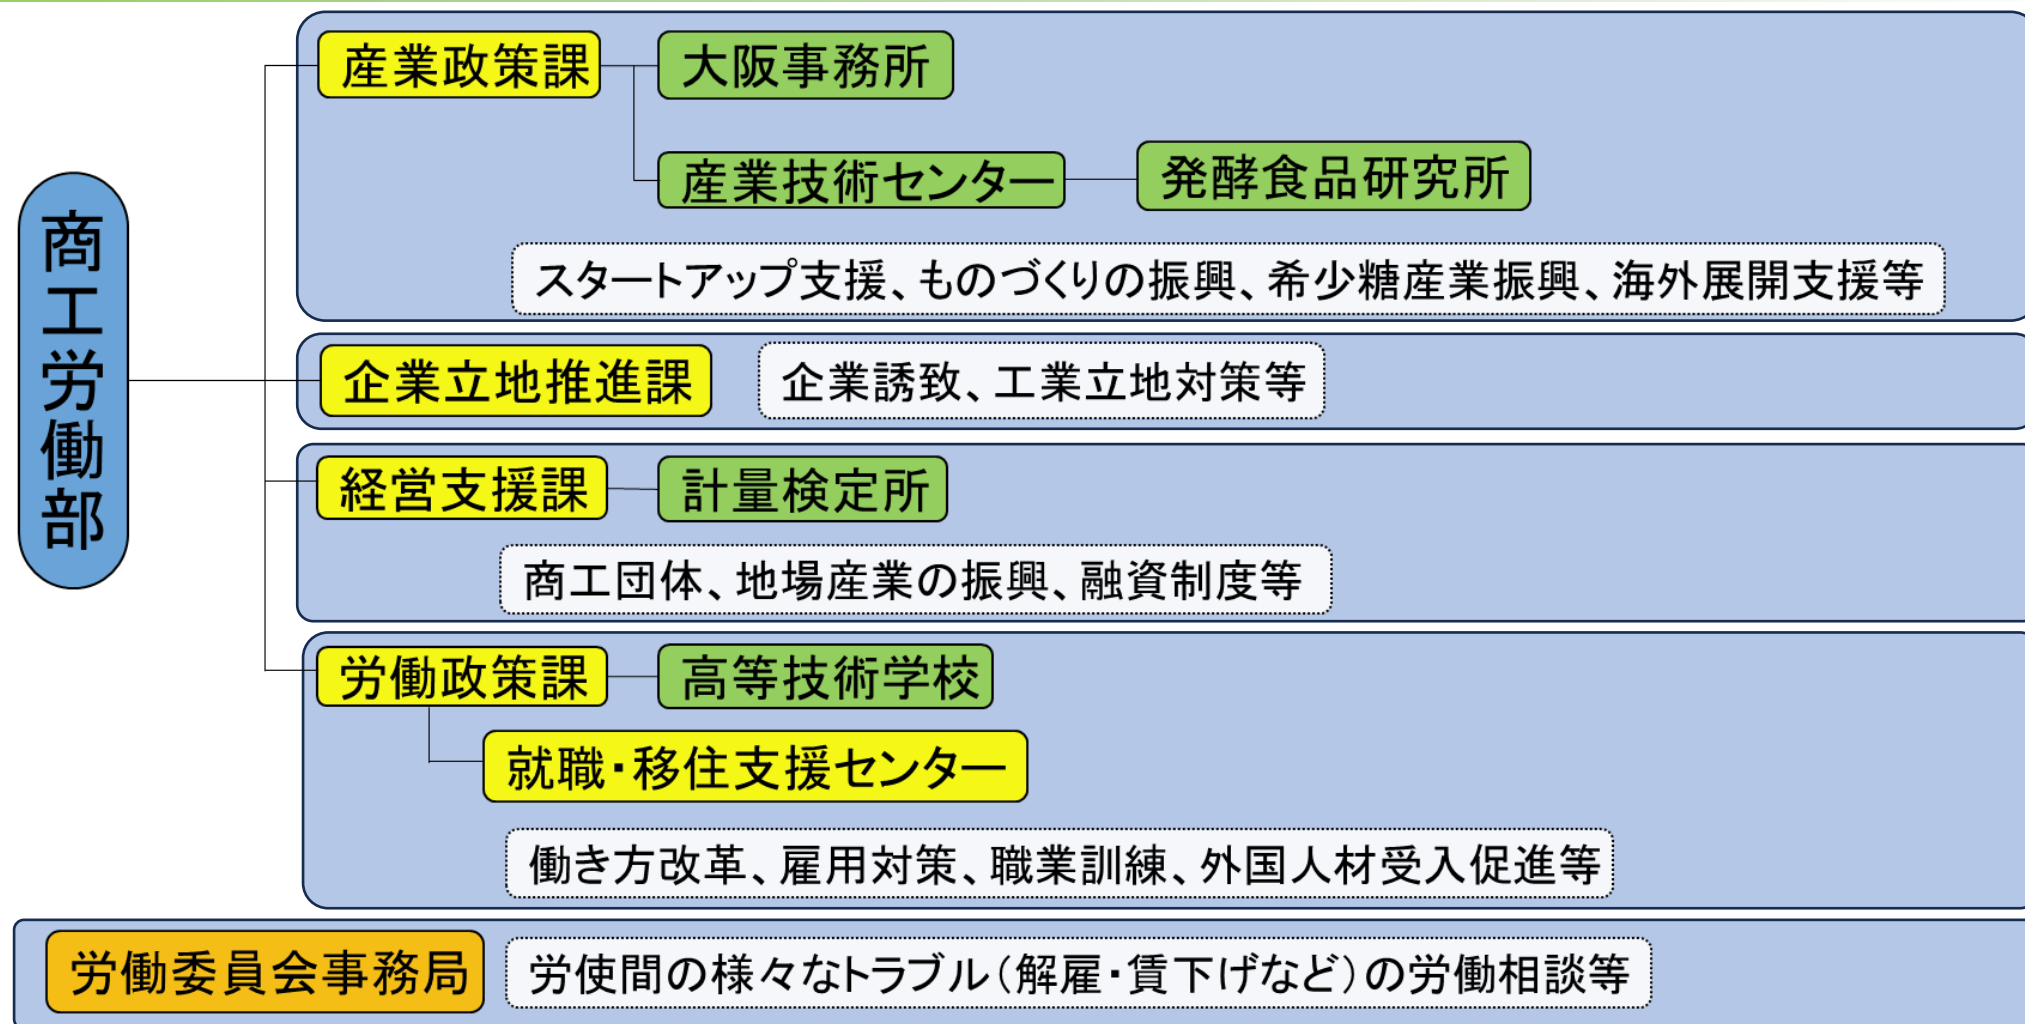 商工労働部
産業政策課
大阪事務所
産業技術センター
発酵食品研究所
スタートアップ支援、ものづくりの振興、希少糖産業振興、海外展開支援等
企業立地推進課
企業誘致、工業立地対策等
経営支援課
計量検定所
商工団体、地場産業の振興、融資制度等
労働政策課
高等技術学校
就職・移住支援センター
働き方改革、雇用対策、職業訓練、外国人材受入促進等
労働委員会事務局
労使間の様々なトラブル（解雇・賃下げなど）の労働相談等